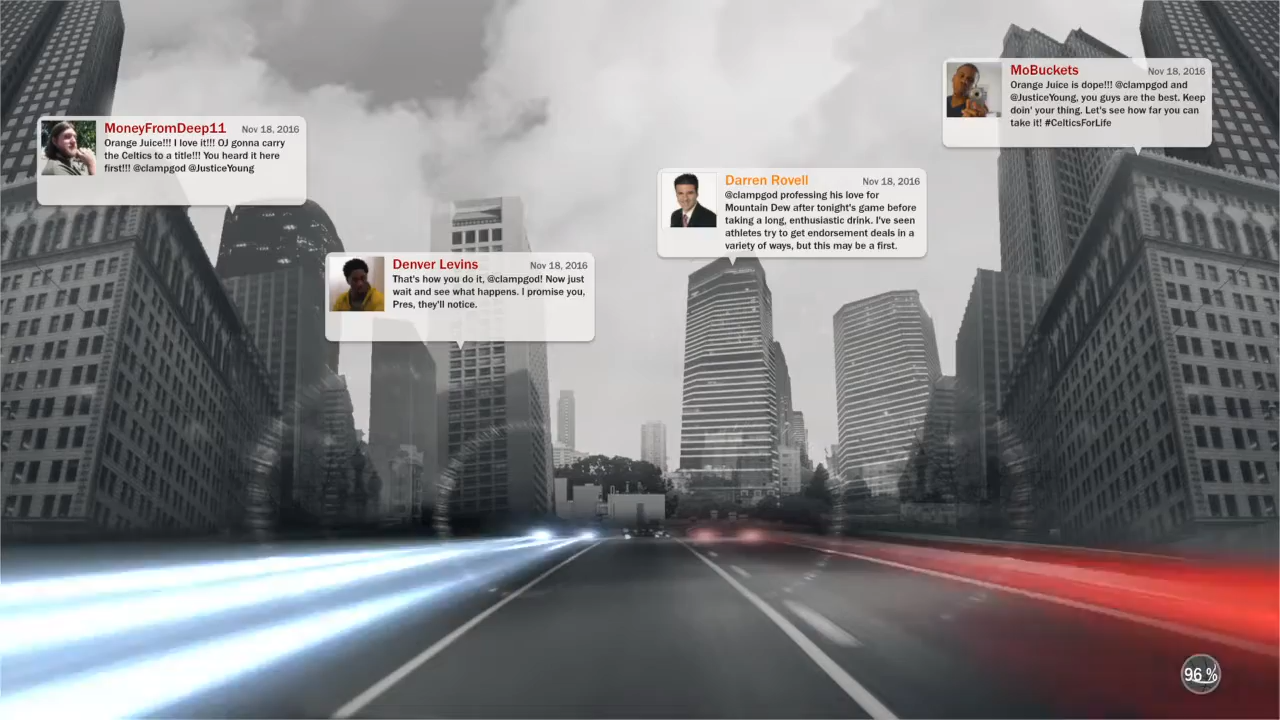 MoneyFromDeep11 Nov 18, 2016
Orange Juice!!! I love it!!! OJ gonna carry
the Celtics to a title!!! You heard it here
first!!! @clampgod @JusticeYoung
Denver Levins Nov 18, 2016
That's how you do it, @clampgod! Now just
wait and see what happens. I promise you,
Pres, they'll notice.
Darren Rovell Nov 18, 2016
@clampgod professing his love for
Mountain Dew after tonight's game before
taking a long, enthusiastic drink. I've seen
athletes try to get endorsement deals in a
variety of ways, but this may be a first.
MoBuckets Nov 18, 2016
Orange Juice is dope!!! @clampgod and
@JusticeYoung, you guys are the best. Keep
doin' your thing. Let's see how far you can
take it! #CelticsForLife
96 %